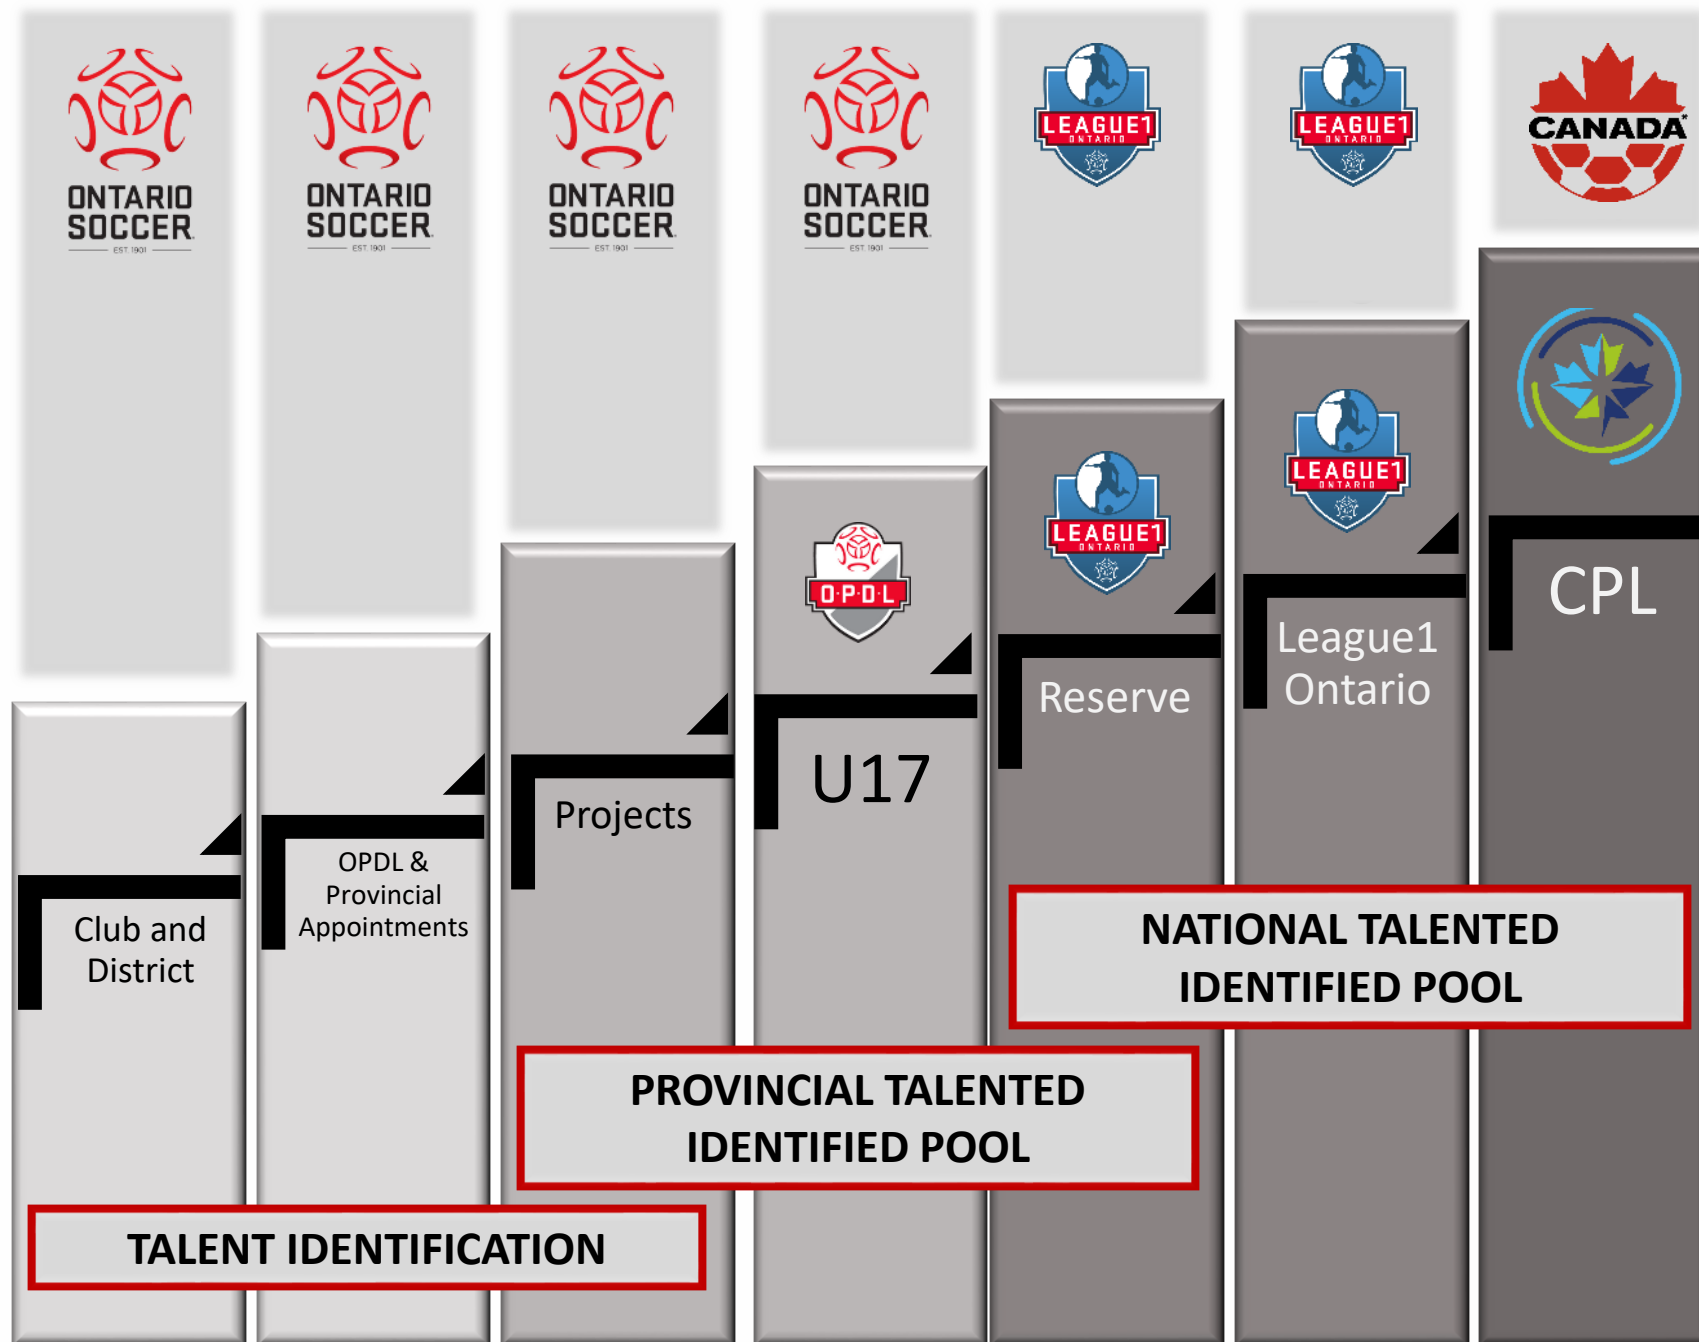 ONTARIO
SOCCER
EST. 1901
ONTARIO
SOCCER
EST. 1901
ONTARIO
SOCCER
EST. 1901
ONTARIO
SOCCER
EST. 1901
LEAGUE1
ONTARIO
LEAGUE1
ONTARIO
CANADA
Club and
District
OPDL &
Provincial
Appointments
Projects
O·P·D·L
U17
LEAGUE1
ONTARIO
Reserve
LEAGUE1
ONTARIO
League1
Ontario
CPL
NATIONAL TALENTED
IDENTIFIED POOL
PROVINCIAL TALENTED
IDENTIFIED POOL
TALENT IDENTIFICATION